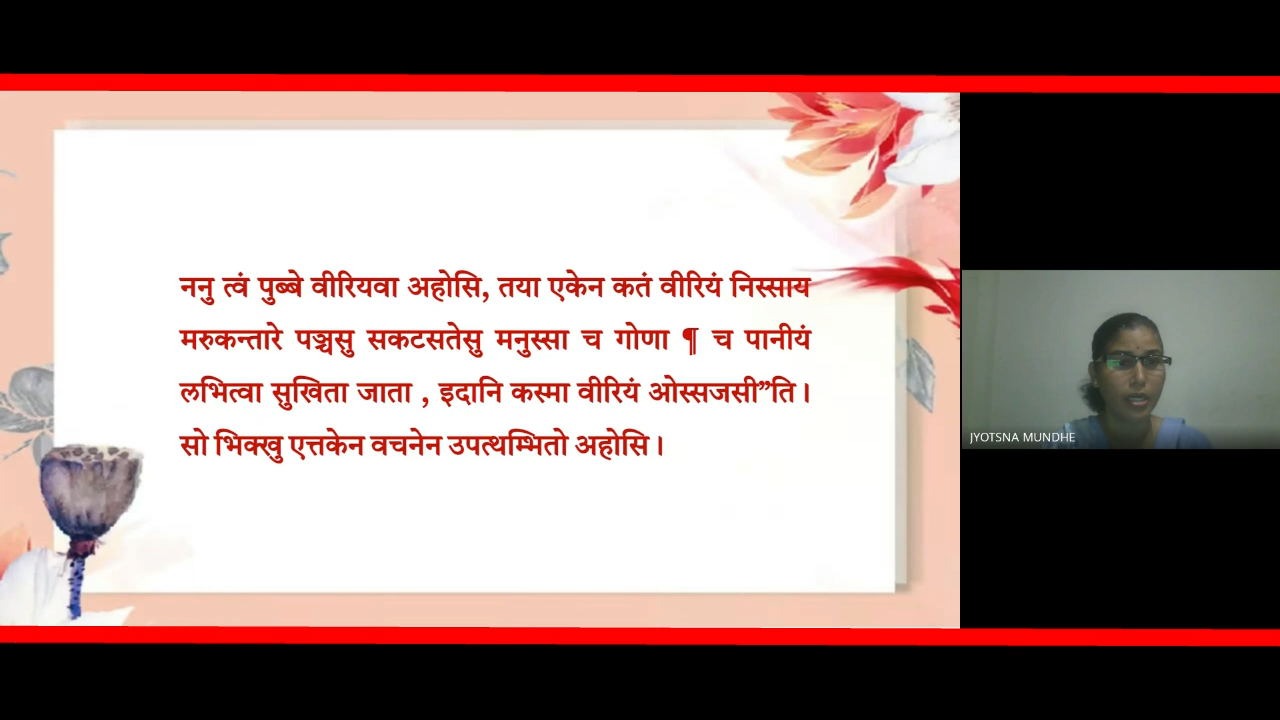 ननु त्वं पुब्बे वीरियवा अहोसि, तया एकेन कतं वीरियं निस्साय
मरुकन्तारे पञ्चसु सकटसतेसु मनुस्सा च गोणा ¶ च पानीयं
लभित्वा सुखिता जाता , इदानि कस्मा वीरियं ओस्सजसी”ति।
सो भिक्खु एत्तकेन वचनेन उपत्थम्भितो अहोसि।
JYOTSNA MUNDHE